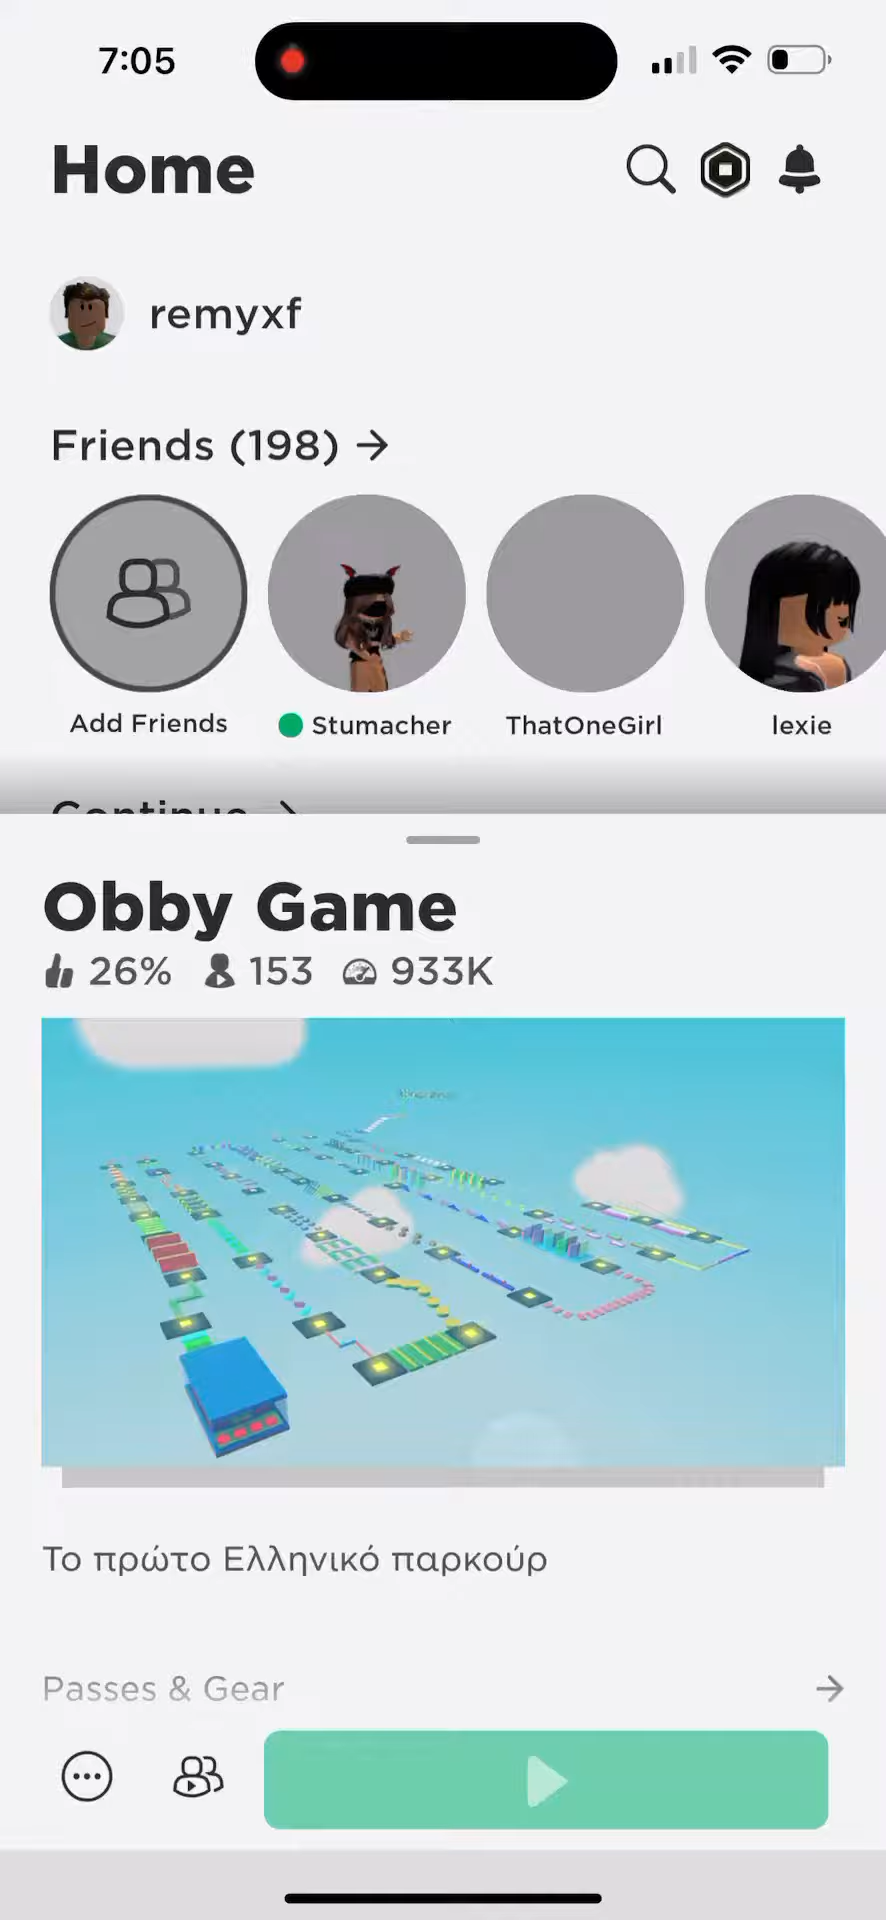 7:05
Home
remyxf
Friends (198) →
Add Friends
Stumacher
ThatOneGirl
lexie
Continue
Obby Game
26% 153 933K
Το πρώτο Ελληνικό παρκούρ
Passes & Gear →